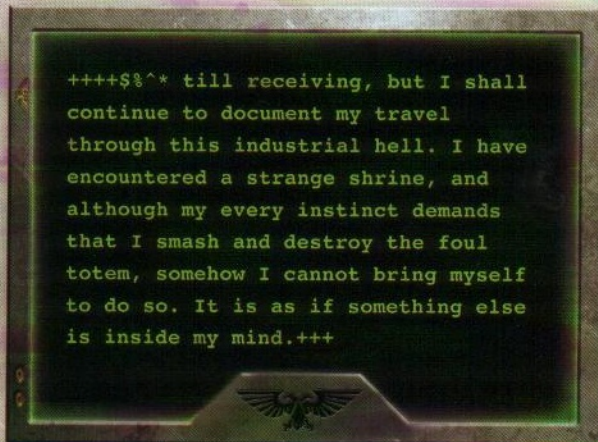 ++++$%^* till receiving, but I shall
continue to document my travel
through this industrial hell. I have
encountered a strange shrine, and
although my every instinct demands
that I smash and destroy the foul
totem, somehow I cannot bring myself
to do so. It is as if something else
is inside my mind.+++